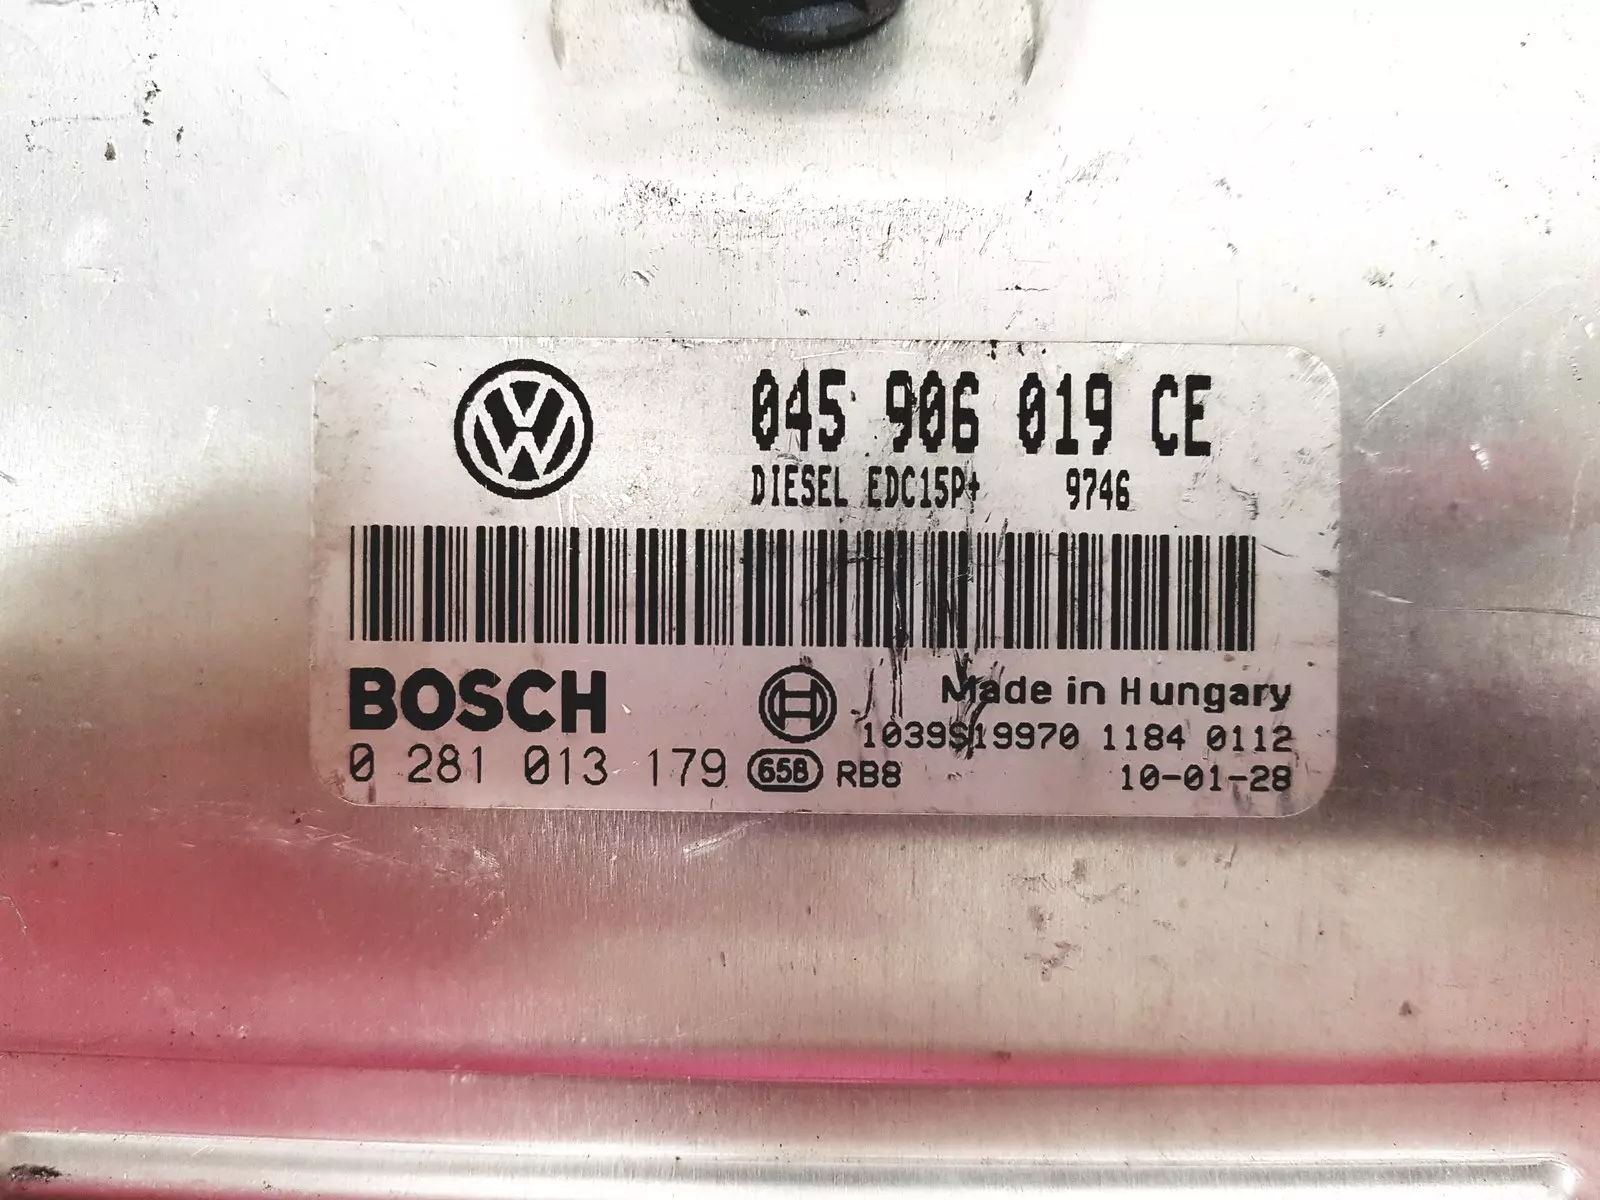 045 906 019 CE
DIESEL EDC15P+ 9746
BOSCH
Made in Hungary
1039S19970 1184 0112
0 281 013 179 658 RB8 10-01-28